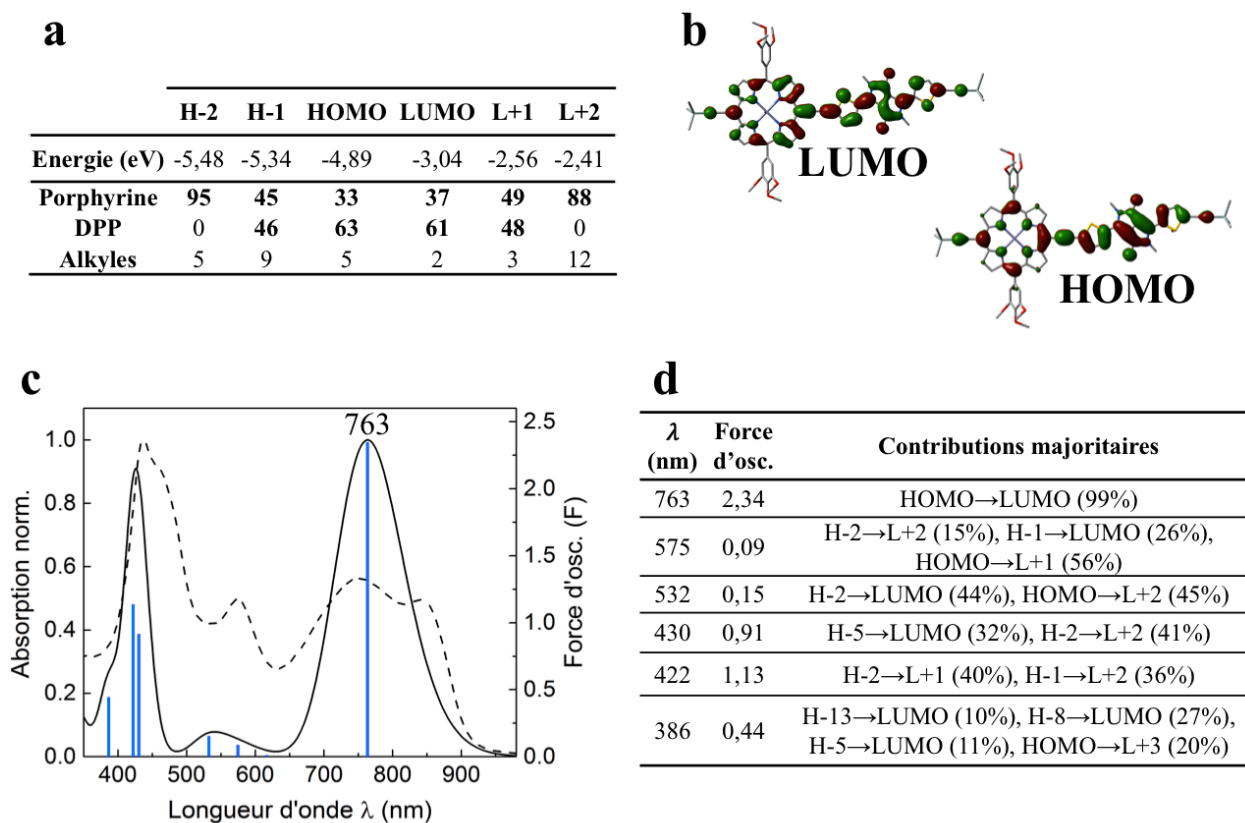 a
H-2 H-1 HOMO LUMO L+1 L+2
Energie (eV) -5,48 -5,34 -4,89 -3,04 -2,56 -2,41
Porphyrine 95 45 33 37 49 88
DPP 0 46 63 61 48 0
Alkyles 5 9 5 2 3 12
b
LUMO
HOMO
c
763
Absorption norm.
1.0
0.8
0.6
0.4
0.2
0.0
2.5
2.0
1.5
1.0
0.5
0.0
Force d'osc. (F)
400 500 600 700 800 900
Longueur d'onde λ (nm)
d
λ (nm) Force d'osc. Contributions majoritaires
763 2,34 HOMO→LUMO (99%)
575 0,09 H-2→L+2 (15%), H-1→LUMO (26%),
HOMO→L+1 (56%)
532 0,15 H-2→LUMO (44%), HOMO→L+2 (45%)
430 0,91 H-5→LUMO (32%), H-2→L+2 (41%)
422 1,13 H-2→L+1 (40%), H-1→L+2 (36%)
386 0,44 H-13→LUMO (10%), H-8→LUMO (27%),
H-5→LUMO (11%), HOMO→L+3 (20%)